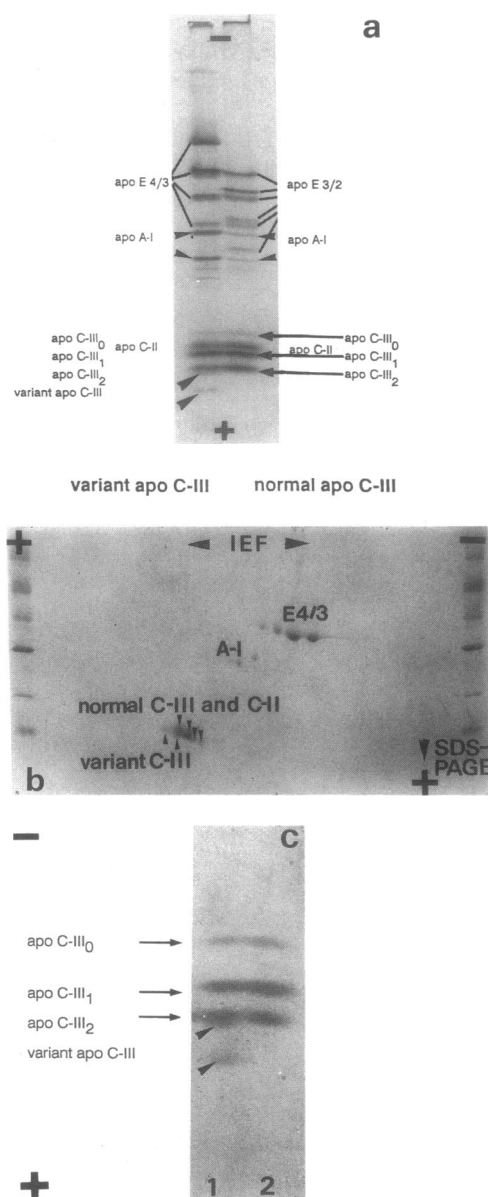 a
−
apo E 4/3 apo E 3/2
apo A-I apo A-I
apo C-III0 apo C-III0
apo C-II apo C-II
apo C-III1 apo C-III1
apo C-III2 apo C-III2
variant apo C-III
+
variant apo C-III normal apo C-III
+ IEF −
E4/3
A-I
normal C-III and C-II
variant C-III
SDS-
PAGE
b +
− C
apo C-III0
apo C-III1
apo C-III2
variant apo C-III
+ 1 2